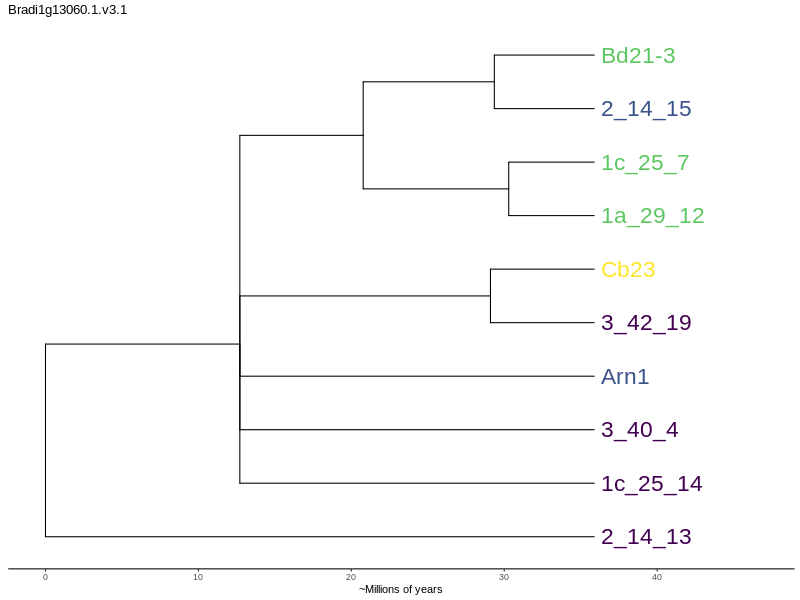 Bradi1g13060.1.v3.1
Bd21-3
2_14_15
1c_25_7
1a_29_12
Cb23
3_42_19
Arn1
3_40_4
1c_25_14
2_14_13
0 10 20 30 40
~Millions of years